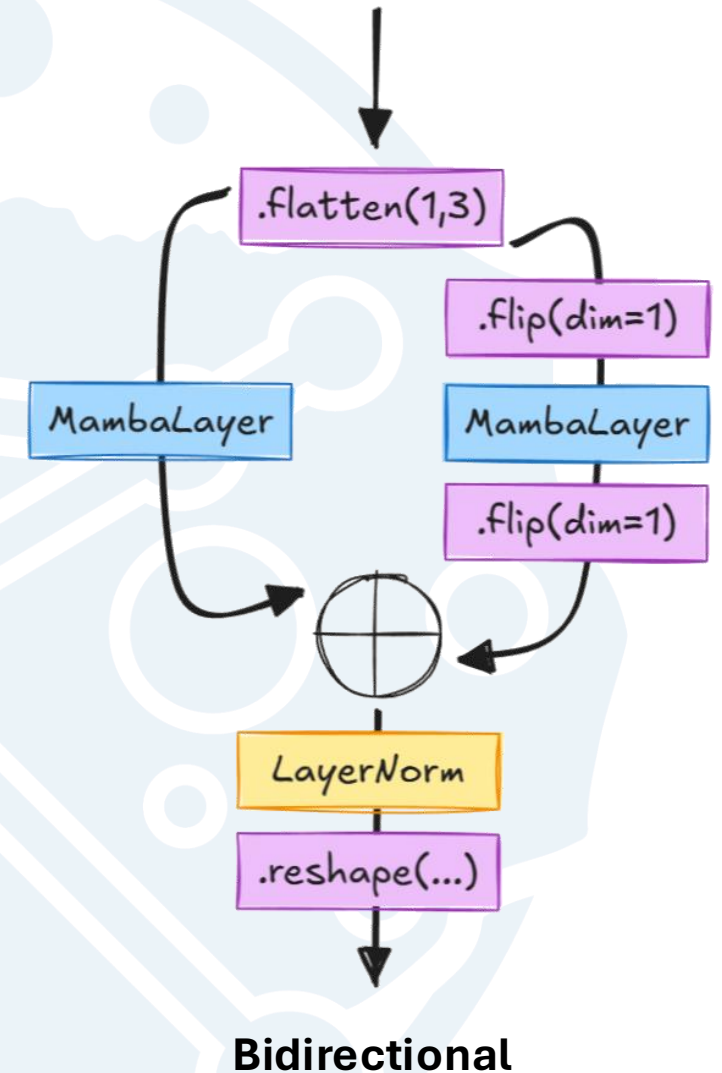 .flatten(1,3)
.flip(dim=1)
MambaLayer
MambaLayer
.flip(dim=1)
LayerNorm
.reshape(...)
Bidirectional